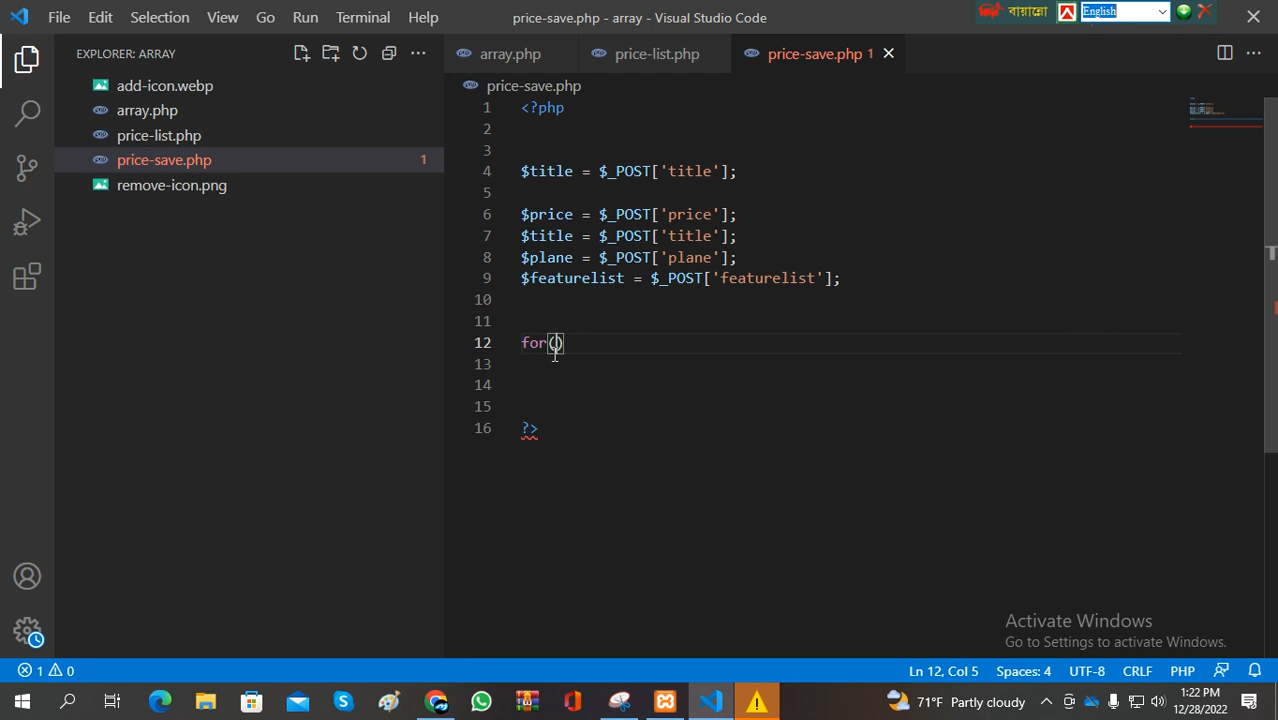 File Edit Selection View Go Run Terminal Help
price-save.php - array - Visual Studio Code
বায়ান্নো English
EXPLORER: ARRAY
add-icon.webp
array.php
price-list.php
price-save.php 1
remove-icon.png
array.php price-list.php price-save.php 1
price-save.php
1 <?php
2
3
4 $title = $_POST['title'];
5
6 $price = $_POST['price'];
7 $title = $_POST['title'];
8 $plane = $_POST['plane'];
9 $featurelist = $_POST['featurelist'];
10
11
12 for()
13
14
15
16 ?>
Activate Windows
Go to Settings to activate Windows.
1 0 Ln 12, Col 5 Spaces: 4 UTF-8 CRLF PHP
71°F Partly cloudy 1:22 PM
12/28/2022